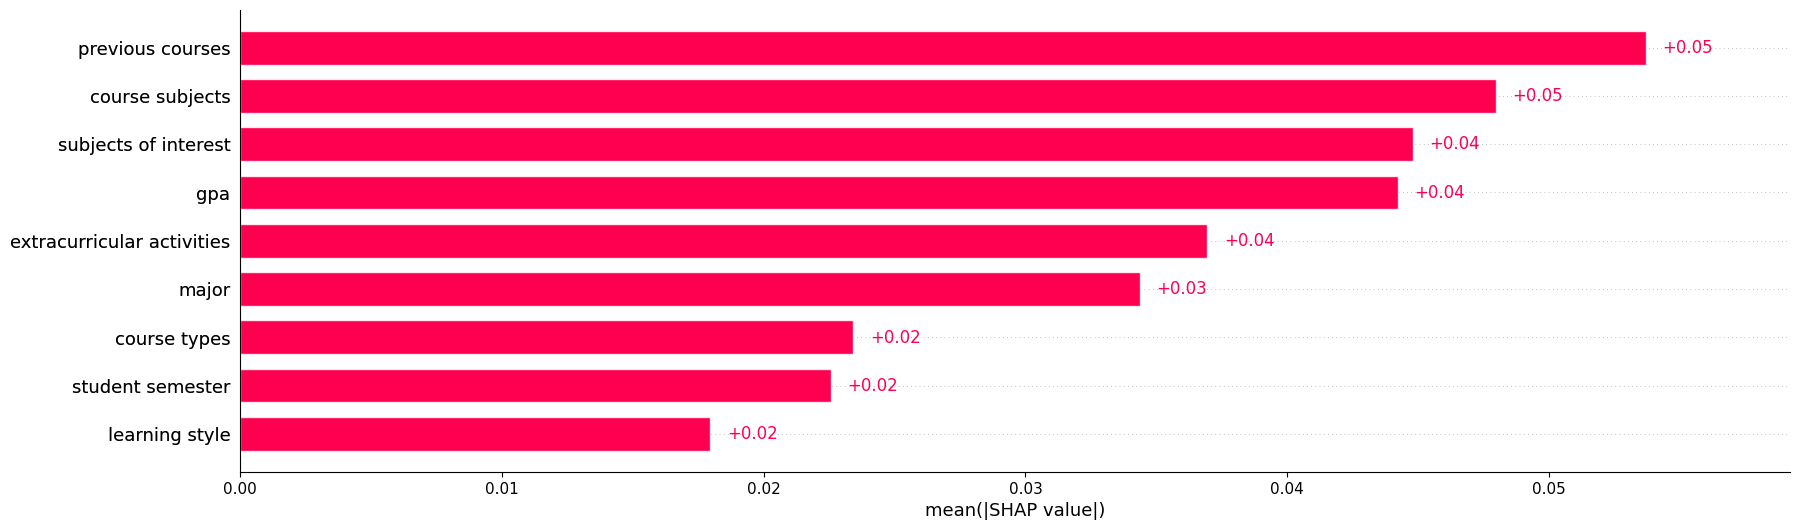 previous courses +0.05
course subjects +0.05
subjects of interest +0.04
gpa +0.04
extracurricular activities +0.04
major +0.03
course types +0.02
student semester +0.02
learning style +0.02
0.00 0.01 0.02 0.03 0.04 0.05
mean(|SHAP value|)